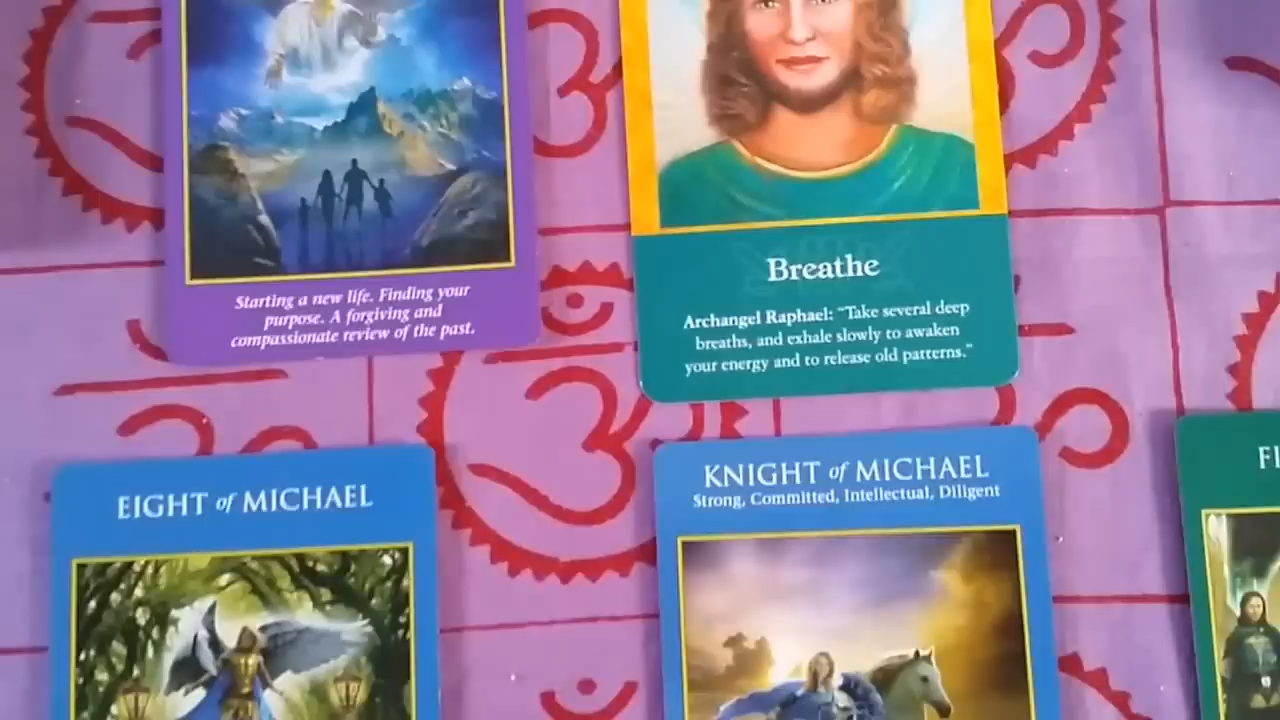 Starting a new life. Finding your
purpose. A forgiving and
compassionate review of the past.
Breathe
Archangel Raphael: “Take several deep
breaths, and exhale slowly to awaken
your energy and to release old patterns.”
EIGHT of MICHAEL
KNIGHT of MICHAEL
Strong, Committed, Intellectual, Diligent